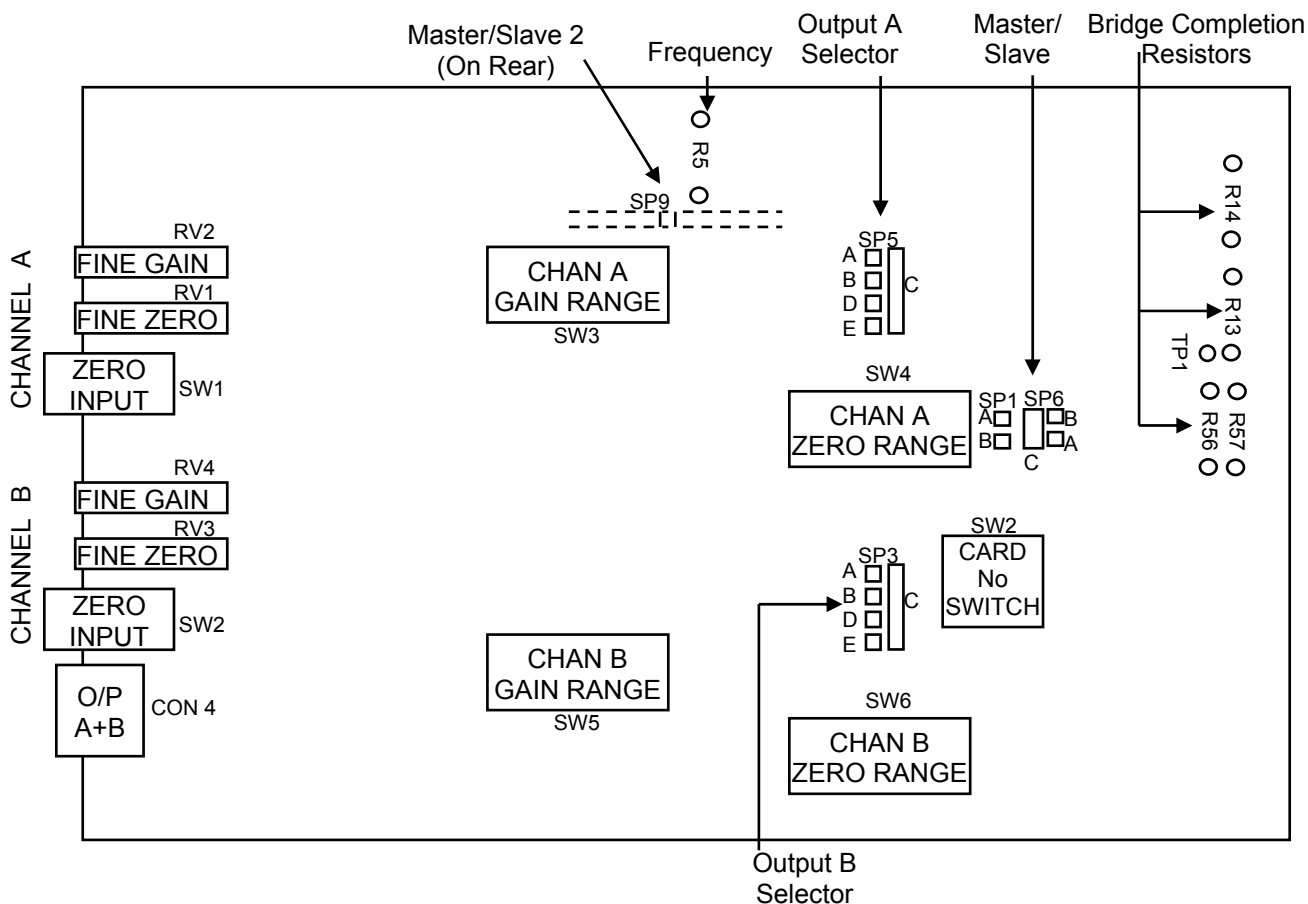 Master/Slave 2
(On Rear)
Frequency
Output A
Selector
Master/
Slave
Bridge Completion
Resistors
R5
SP9
R14
R13
TP1
R56
R57
CHANNEL A
RV2
FINE GAIN
RV1
FINE ZERO
ZERO
INPUT
SW1
CHAN A
GAIN RANGE
SW3
SP5
A
B
D
E
C
SW4
CHAN A
ZERO RANGE
SP1
A
B
SP6
B
A
C
CHANNEL B
RV4
FINE GAIN
RV3
FINE ZERO
ZERO
INPUT
SW2
O/P
A+B
CON 4
CHAN B
GAIN RANGE
SW5
SP3
A
B
D
E
C
SW2
CARD
No
SWITCH
SW6
CHAN B
ZERO RANGE
Output B
Selector